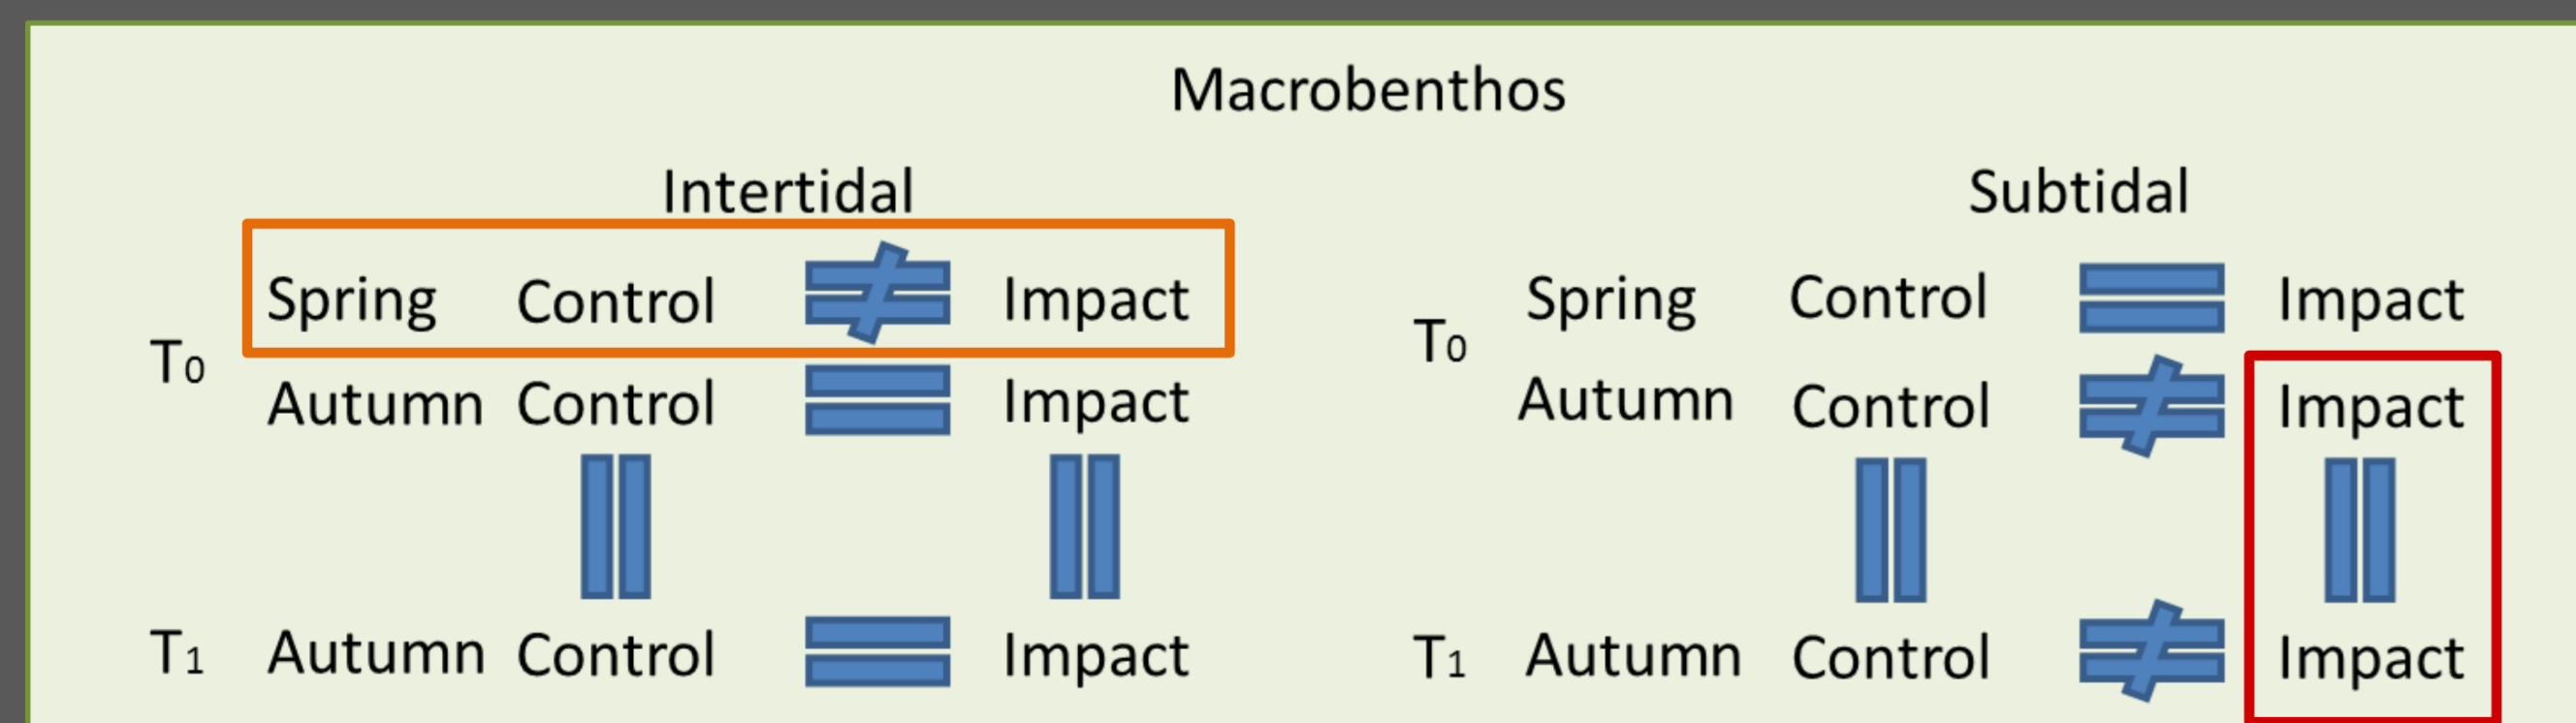 Macrobenthos
Intertidal Subtidal
Spring Control ≠ Impact Spring Control = Impact
T0 T0
Autumn Control = Impact Autumn Control ≠ Impact
T1 Autumn Control = Impact T1 Autumn Control ≠ Impact